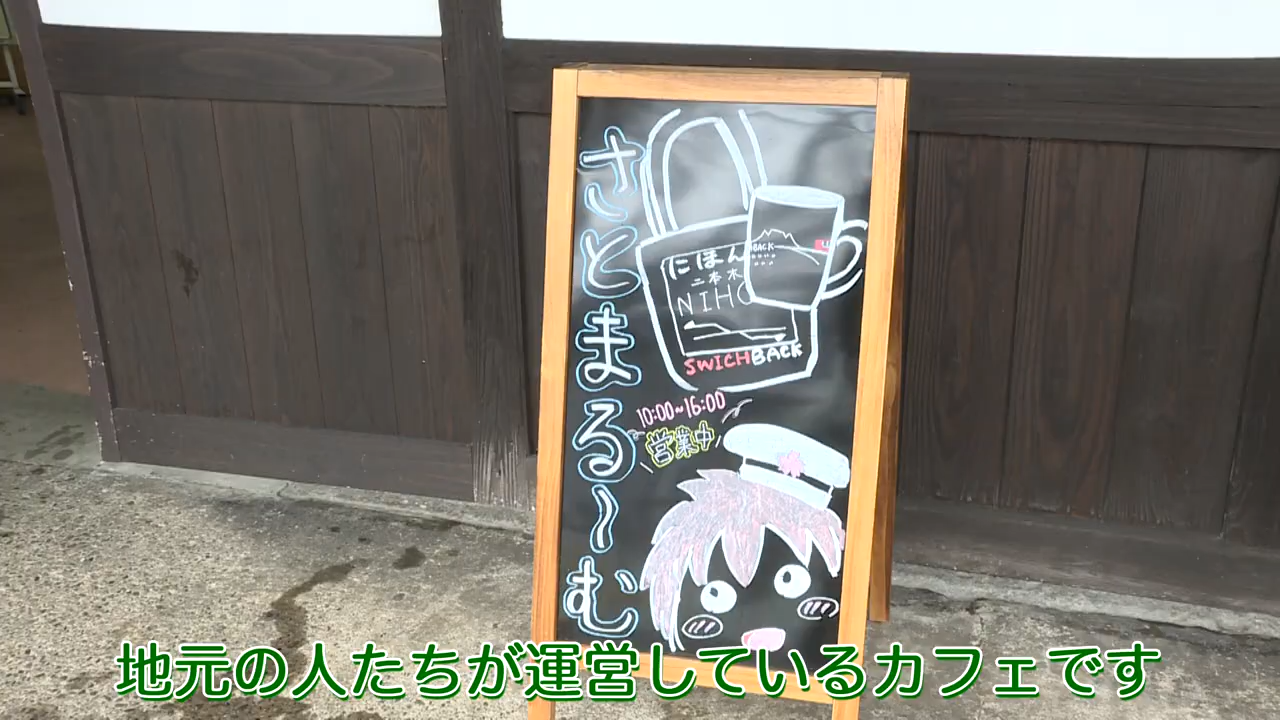 さとまる～む
にほん
二本木
NIHO
SWICHBACK
BACK
10:00~16:00
営業中
地元の人たちが運営しているカフェです